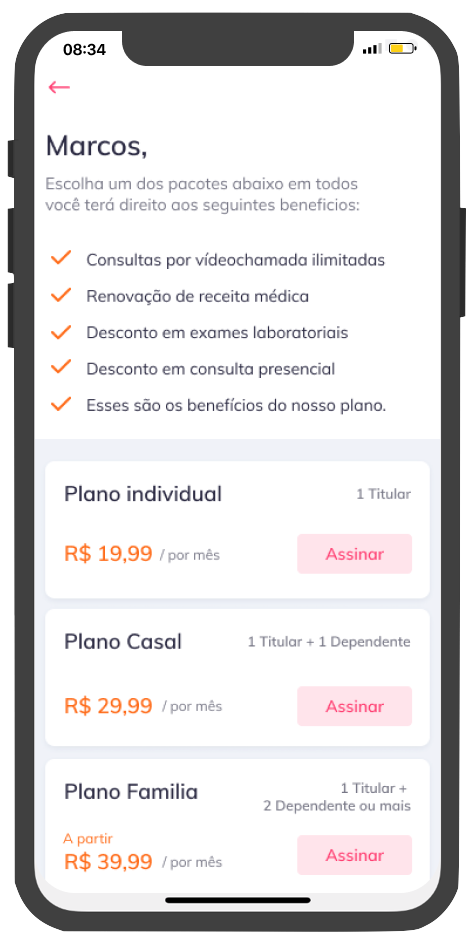 08:34
Marcos,
Escolha um dos pacotes abaixo em todos
você terá direito aos seguintes beneficios:
Consultas por vídeochamada ilimitadas
Renovação de receita médica
Desconto em exames laboratoriais
Desconto em consulta presencial
Esses são os benefícios do nosso plano.
Plano individual
1 Titular
R$ 19,99 / por mês
Assinar
Plano Casal
1 Titular + 1 Dependente
R$ 29,99 / por mês
Assinar
Plano Familia
1 Titular +
2 Dependente ou mais
A partir
R$ 39,99 / por mês
Assinar